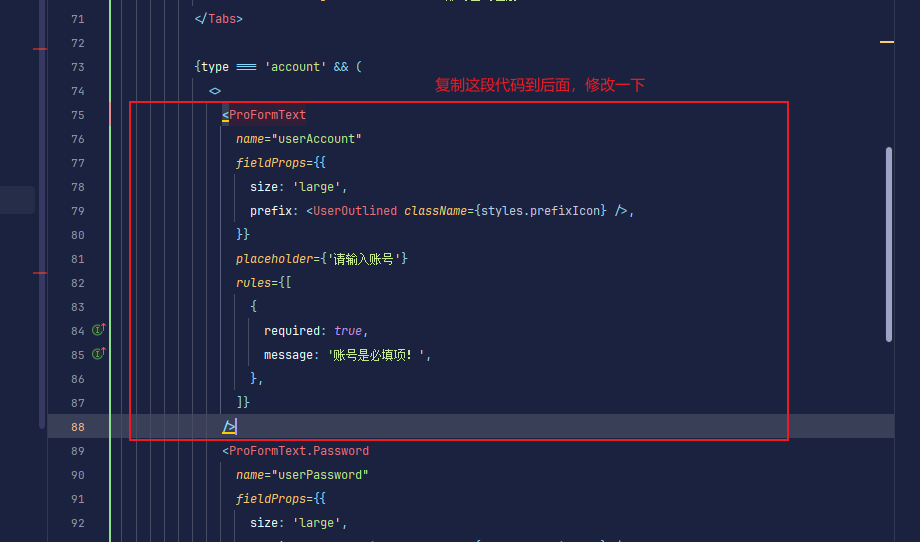 71 </Tabs>
72
73 {type === 'account' && (
复制这段代码到后面，修改一下
74 <>
75 <ProFormText
76 name="userAccount"
77 fieldProps={{
78 size: 'large',
79 prefix: <UserOutlined className={styles.prefixIcon} />,
80 }}
81 placeholder={'请输入账号'}
82 rules={[
83 {
84 required: true,
85 message: '账号是必填项! ',
86 },
87 ]}
88 />
89 <ProFormText.Password
90 name="userPassword"
91 fieldProps={{
92 size: 'large',